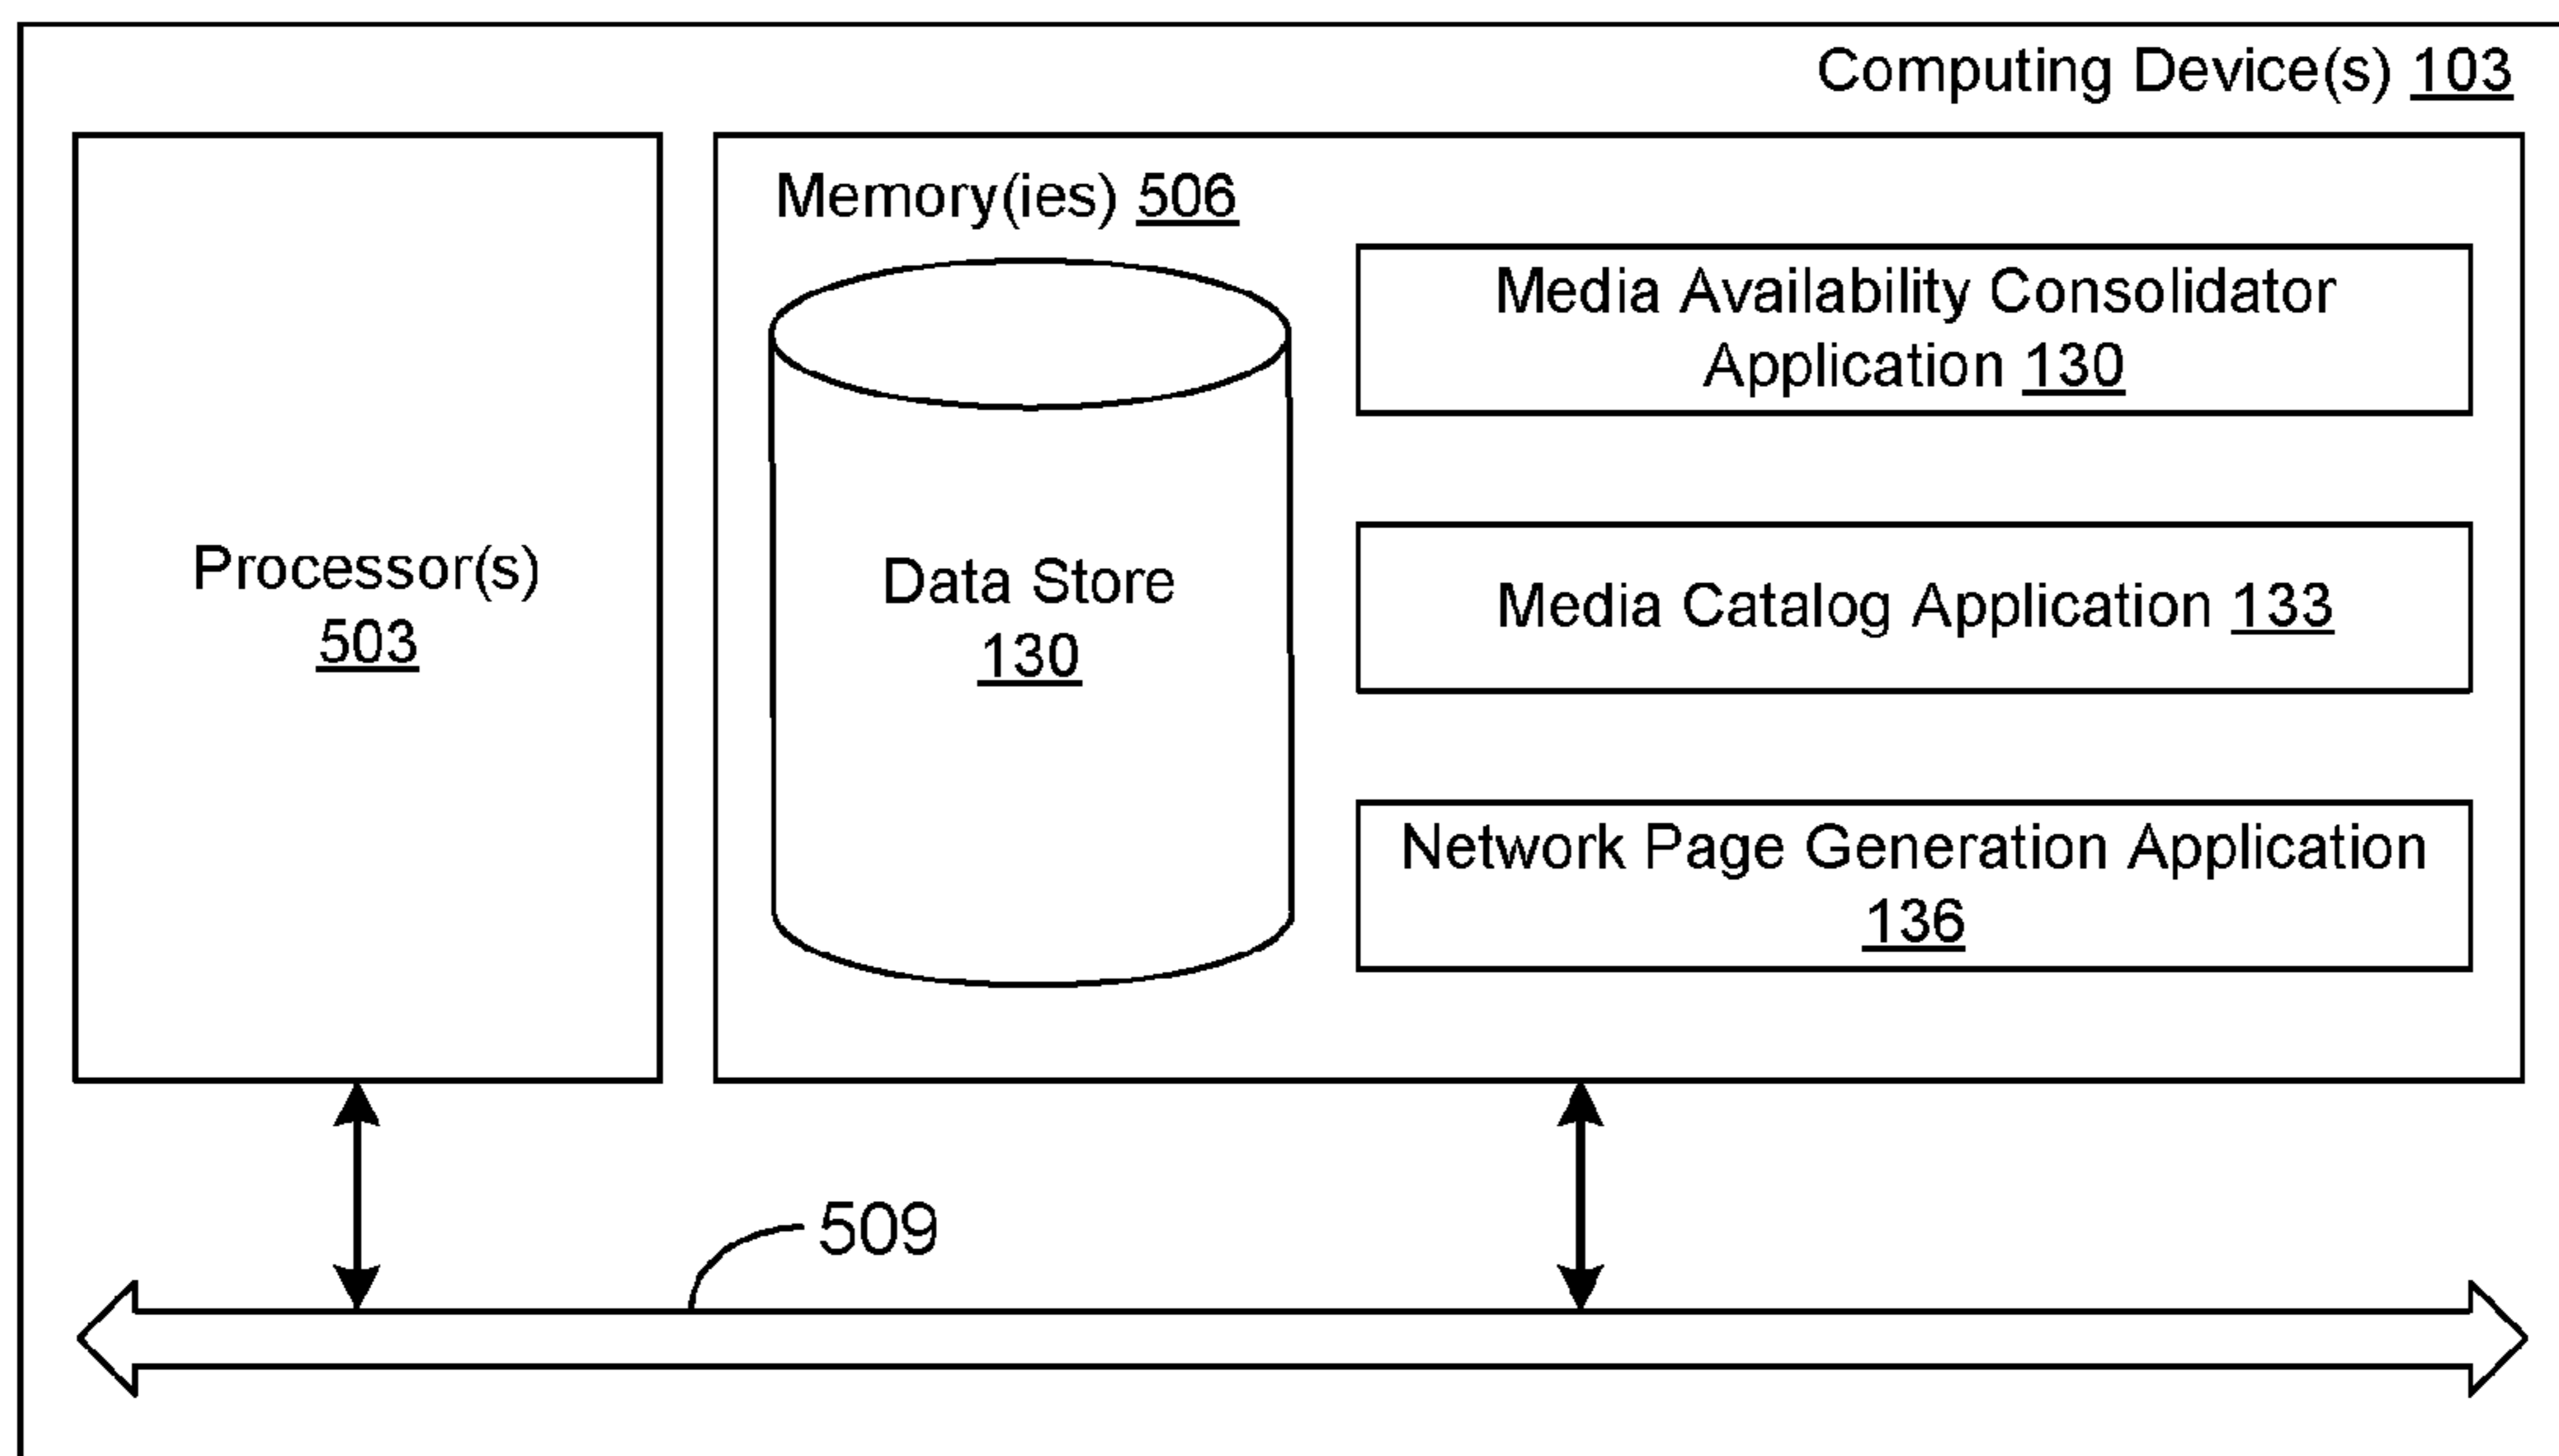 Computing Device(s) 103
Processor(s)
503
Memory(ies) 506
Data Store
130
Media Availability Consolidator
Application 130
Media Catalog Application 133
Network Page Generation Application
136
509